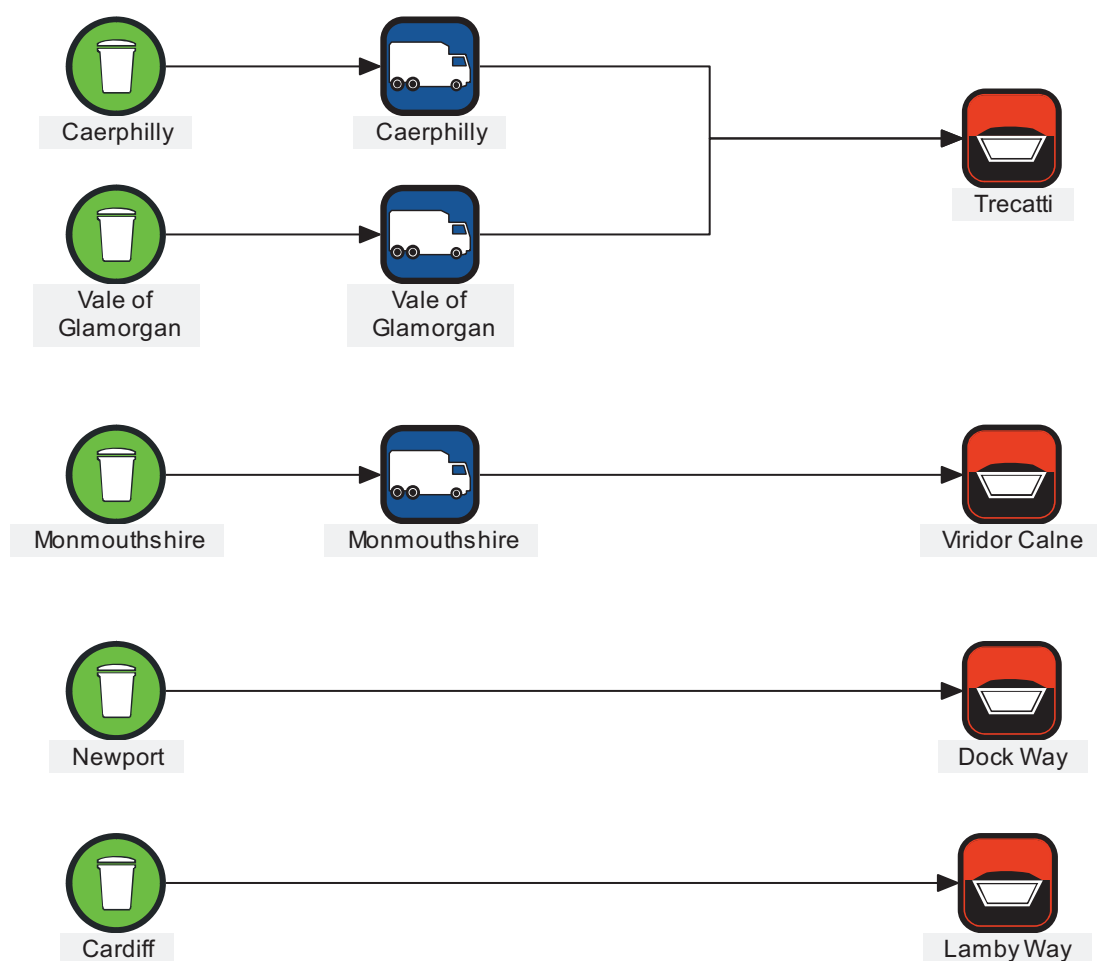 Caerphilly
Caerphilly
Trecatti
Vale of
Glamorgan
Vale of
Glamorgan
Monmouthshire
Monmouthshire
Viridor Calne
Newport
Dock Way
Cardiff
Lamby Way